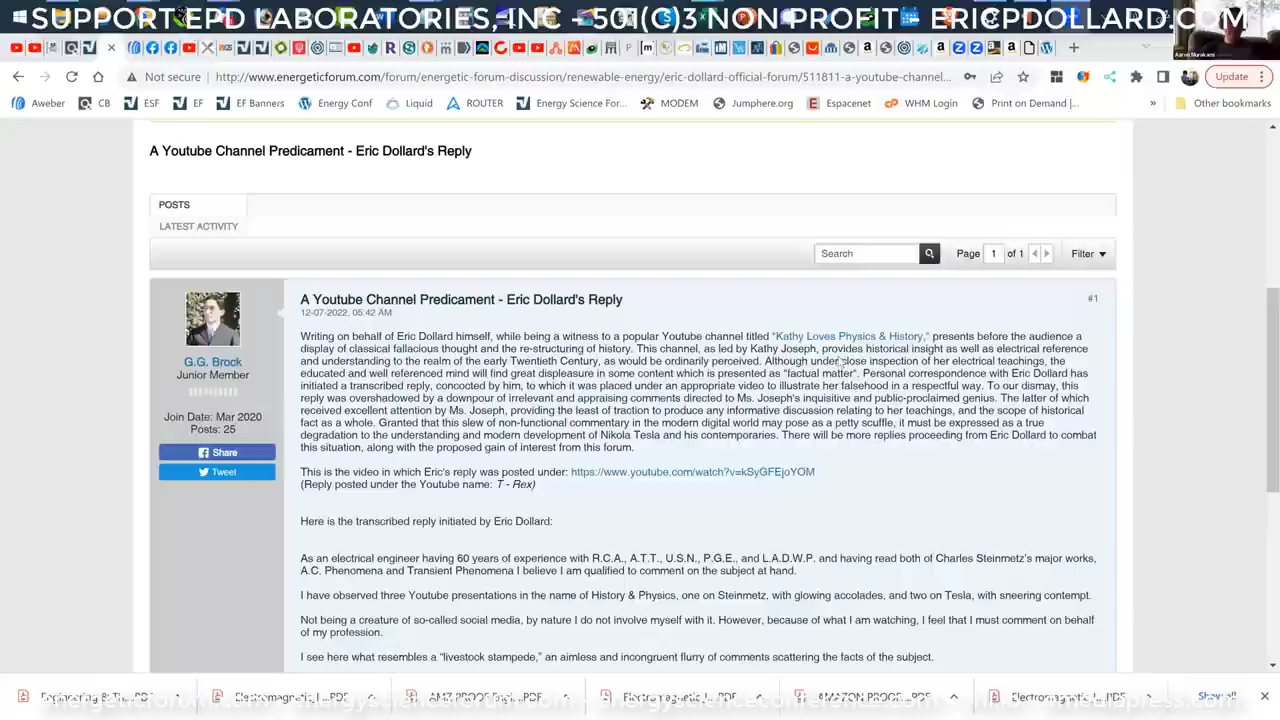 SUPPORT EPD LABORATORIES, INC - 501(C)3 NON PROFIT - ERICPDOLLARD.COM
Not secure
http://www.energeticforum.com/forum/energetic-forum-discussion/renewable-energy/eric-dollard-official-forum/511811-a-youtube-channel...
Update
Aweber CB ESF EF EF Banners Energy Conf Liquid ROUTER Energy Science For... MODEM Jumphere.org Espacenet WHM Login Print on Demand |... » Other bookmarks
A Youtube Channel Predicament - Eric Dollard's Reply
POSTS
LATEST ACTIVITY
Search Page 1 of 1 Filter
A Youtube Channel Predicament - Eric Dollard's Reply #1
12-07-2022, 05:42 AM
G.G. Brock
Junior Member
Join Date: Mar 2020
Posts: 25
Share
Tweet
Writing on behalf of Eric Dollard himself, while being a witness to a popular Youtube channel titled "Kathy Loves Physics & History," presents before the audience a
display of classical fallacious thought and the re-structuring of history. This channel, as led by Kathy Joseph, provides historical insight as well as electrical reference
and understanding to the realm of the early Twentieth Century, as would be ordinarily perceived. Although under close inspection of her electrical teachings, the
educated and well referenced mind will find great displeasure in some content which is presented as "factual matter". Personal correspondence with Eric Dollard has
initiated a transcribed reply, concocted by him, to which it was placed under an appropriate video to illustrate her falsehood in a respectful way. To our dismay, this
reply was overshadowed by a downpour of irrelevant and appraising comments directed to Ms. Joseph's inquisitive and public-proclaimed genius. The latter of which
received excellent attention by Ms. Joseph, providing the least of traction to produce any informative discussion relating to her teachings, and the scope of historical
fact as a whole. Granted that this slew of non-functional commentary in the modern digital world may pose as a petty scuffle, it must be expressed as a true
degradation to the understanding and modern development of Nikola Tesla and his contemporaries. There will be more replies proceeding from Eric Dollard to combat
this situation, along with the proposed gain of interest from this forum.
This is the video in which Eric's reply was posted under: https://www.youtube.com/watch?v=kSyGFEjoYOM
(Reply posted under the Youtube name: T - Rex)
Here is the transcribed reply initiated by Eric Dollard:
As an electrical engineer having 60 years of experience with R.C.A., A.T.T., U.S.N., P.G.E., and L.A.D.W.P. and having read both of Charles Steinmetz's major works,
A.C. Phenomena and Transient Phenomena I believe I am qualified to comment on the subject at hand.
I have observed three Youtube presentations in the name of History & Physics, one on Steinmetz, with glowing accolades, and two on Tesla, with sneering contempt.
Not being a creature of so-called social media, by nature I do not involve myself with it. However, because of what I am watching, I feel that I must comment on behalf
of my profession.
I see here what resembles a "livestock stampede," an aimless and incongruent flurry of comments scattering the facts of the subject.